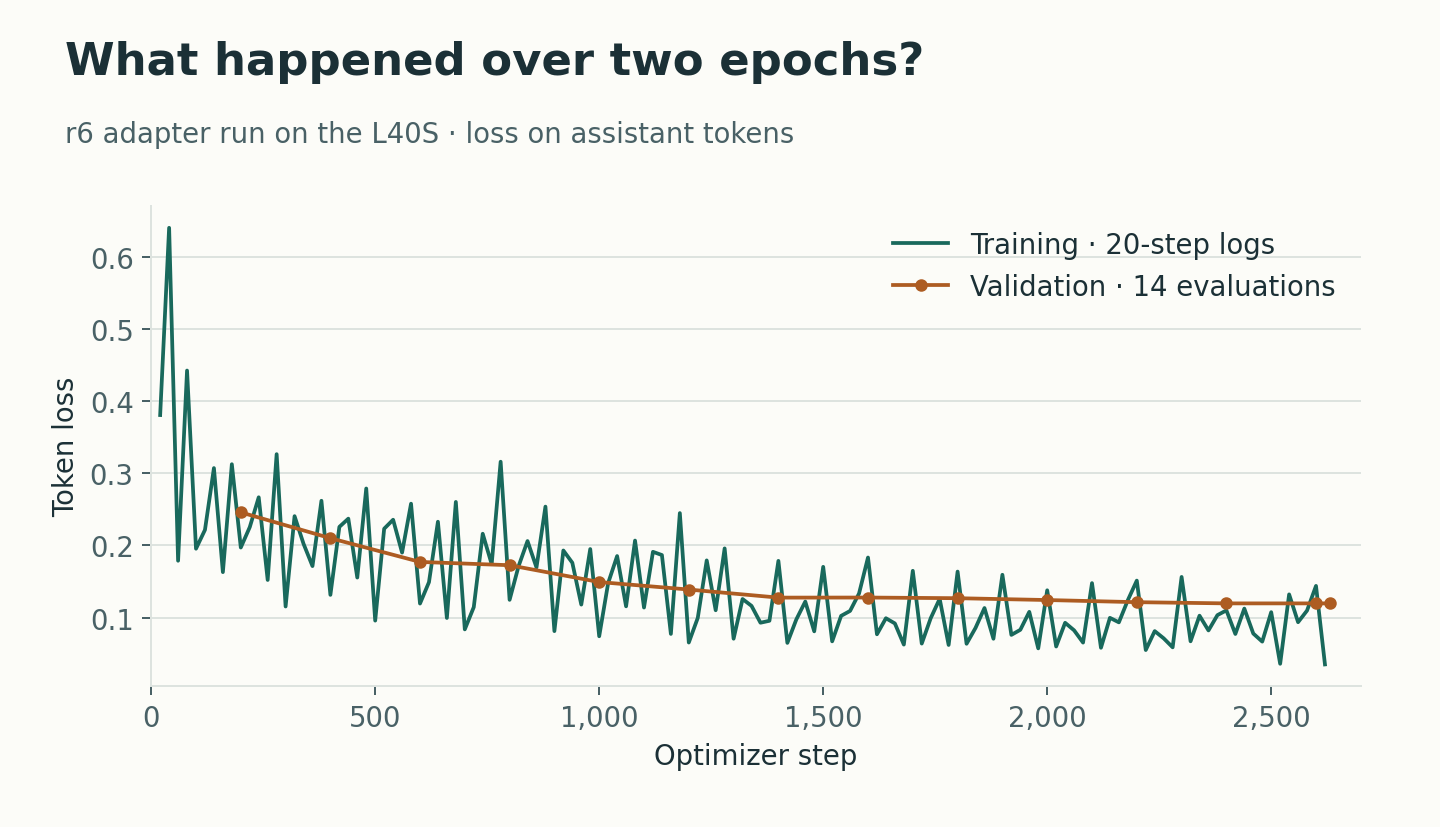 What happened over two epochs?
r6 adapter run on the L40S · loss on assistant tokens
Training · 20-step logs
Validation · 14 evaluations
Token loss
0.6
0.5
0.4
0.3
0.2
0.1
0 500 1,000 1,500 2,000 2,500
Optimizer step